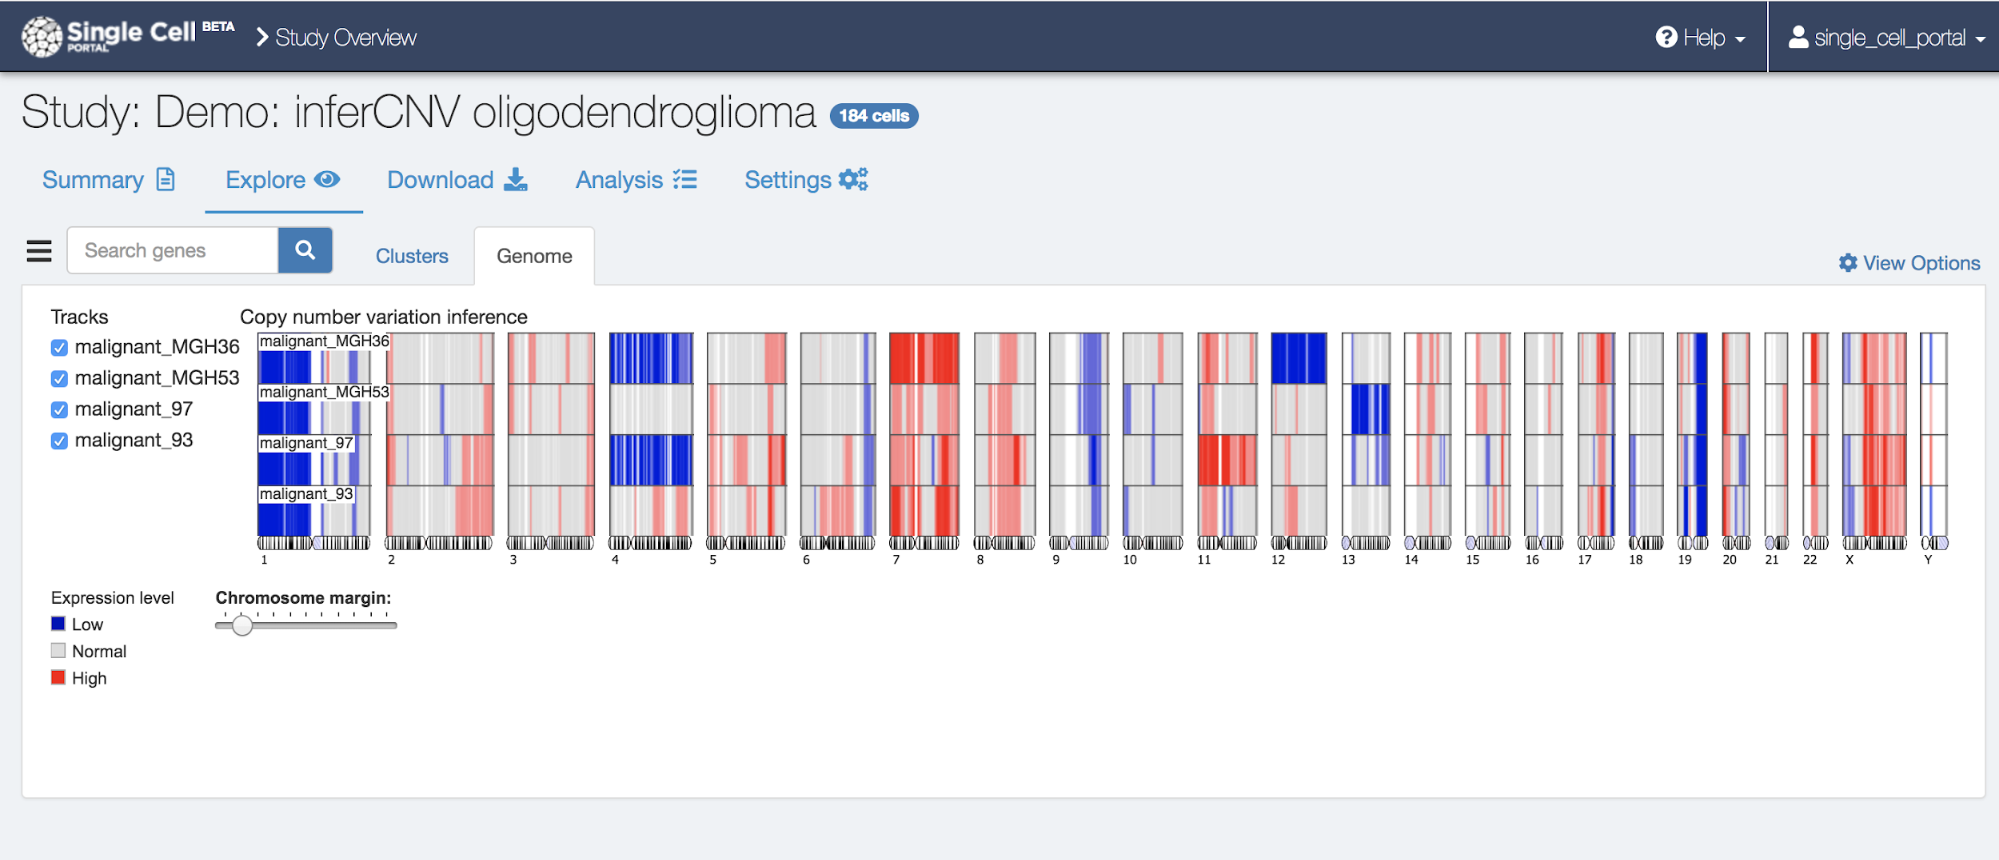 Single Cell BETA
PORTAL
Study Overview
Help
single_cell_portal
Study: Demo: inferCNV oligodendroglioma 184 cells
Summary Explore Download Analysis Settings
Search genes
Clusters Genome
View Options
Tracks
malignant_MGH36
malignant_MGH53
malignant_97
malignant_93
Copy number variation inference
malignant_MGH36
malignant_MGH53
malignant_97
malignant_93
1 2 3 4 5 6 7 8 9 10 11 12 13 14 15 16 17 18 19 20 21 22 X Y
Expression level
Low
Normal
High
Chromosome margin: